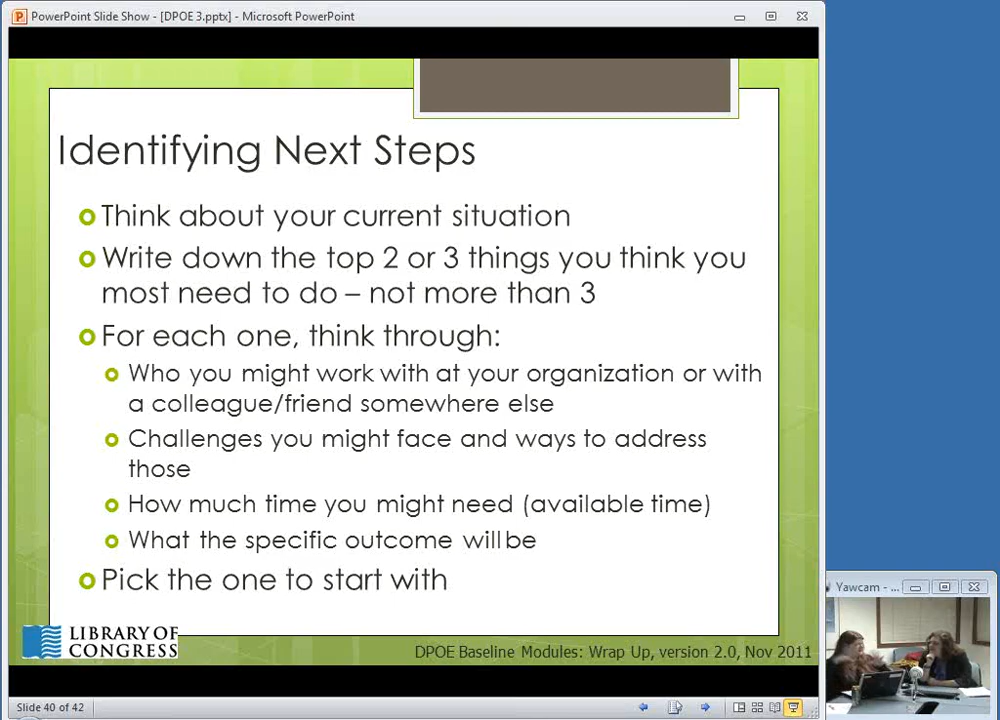 PowerPoint Slide Show - [DPOE 3.pptx] - Microsoft PowerPoint
Identifying Next Steps
Think about your current situation
Write down the top 2 or 3 things you think you
most need to do – not more than 3
For each one, think through:
Who you might work with at your organization or with
a colleague/friend somewhere else
Challenges you might face and ways to address
those
How much time you might need (available time)
What the specific outcome will be
Pick the one to start with
LIBRARY OF
CONGRESS
DPOE Baseline Modules: Wrap Up, version 2.0, Nov 2011
Yawcam - ...
Slide 40 of 42